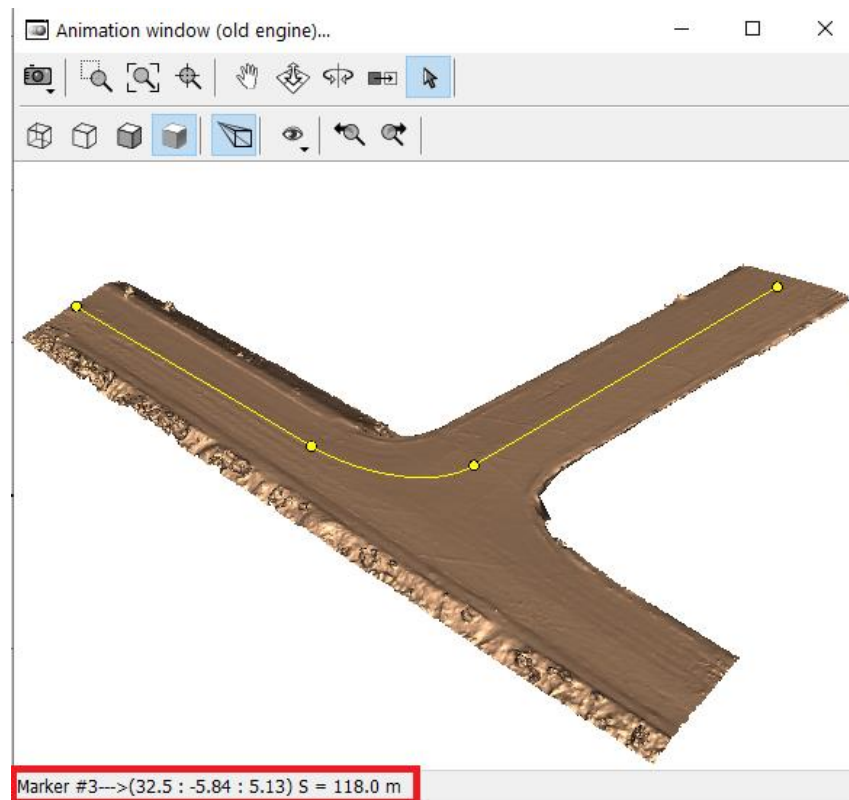 Animation window (old engine)...
Marker #3--->(32.5 : -5.84 : 5.13) S = 118.0 m